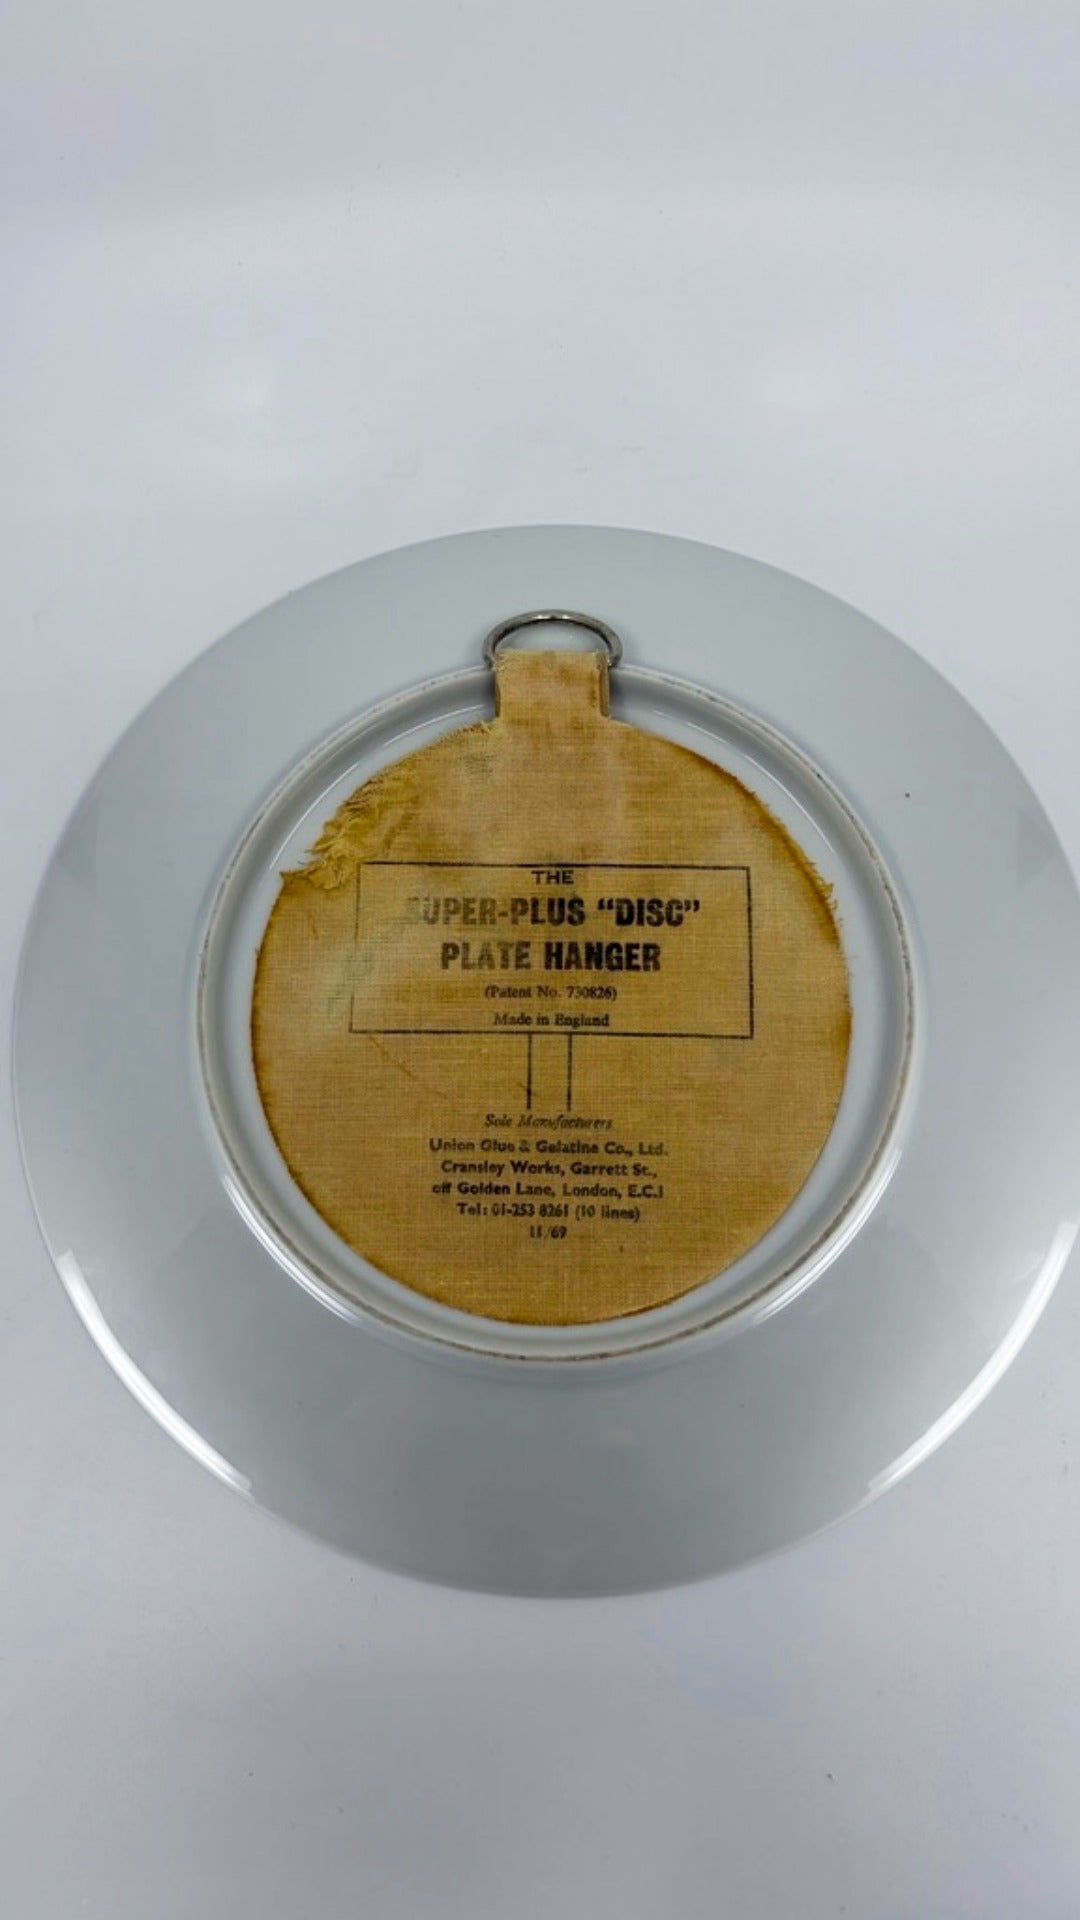 THE
SUPER-PLUS “DISC”
PLATE HANGER
(Patent No. 730826)
Made in England
Sole Manufacturers
Union Glue & Gelatine Co., Ltd.
Cransley Works, Garrett St.,
off Golden Lane, London, E.C.1
Tel: 01-253 8261 (10 lines)
11/69